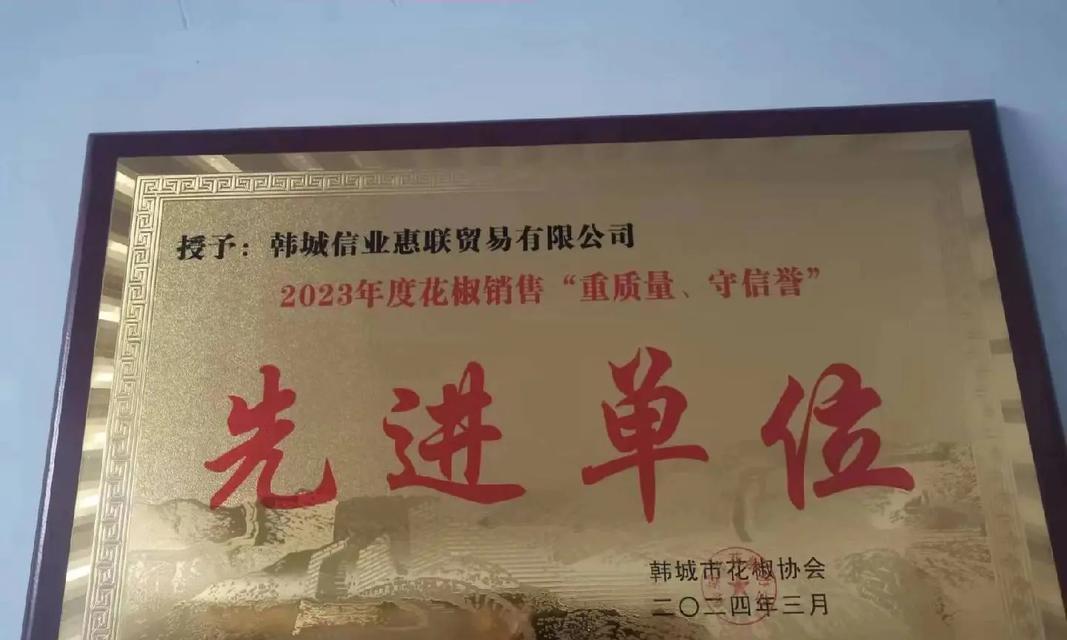 授予：韩城信业惠联贸易有限公司
2023年度花椒销售“重质量、守信誉”
先进单位
韩城市花椒协会
二〇二四年三月